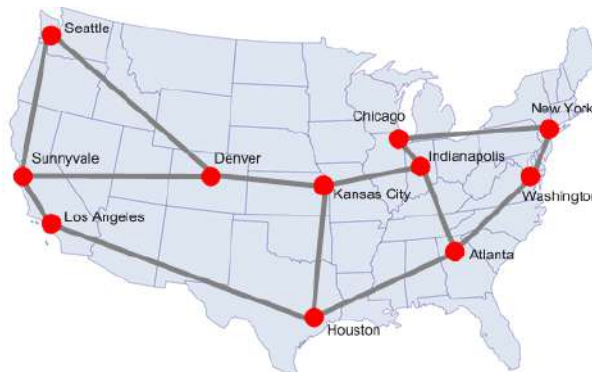 Seattle
Chicago
New York
Sunnyvale
Denver
Indianapolis
Kansas City
Washington
Los Angeles
Atlanta
Houston